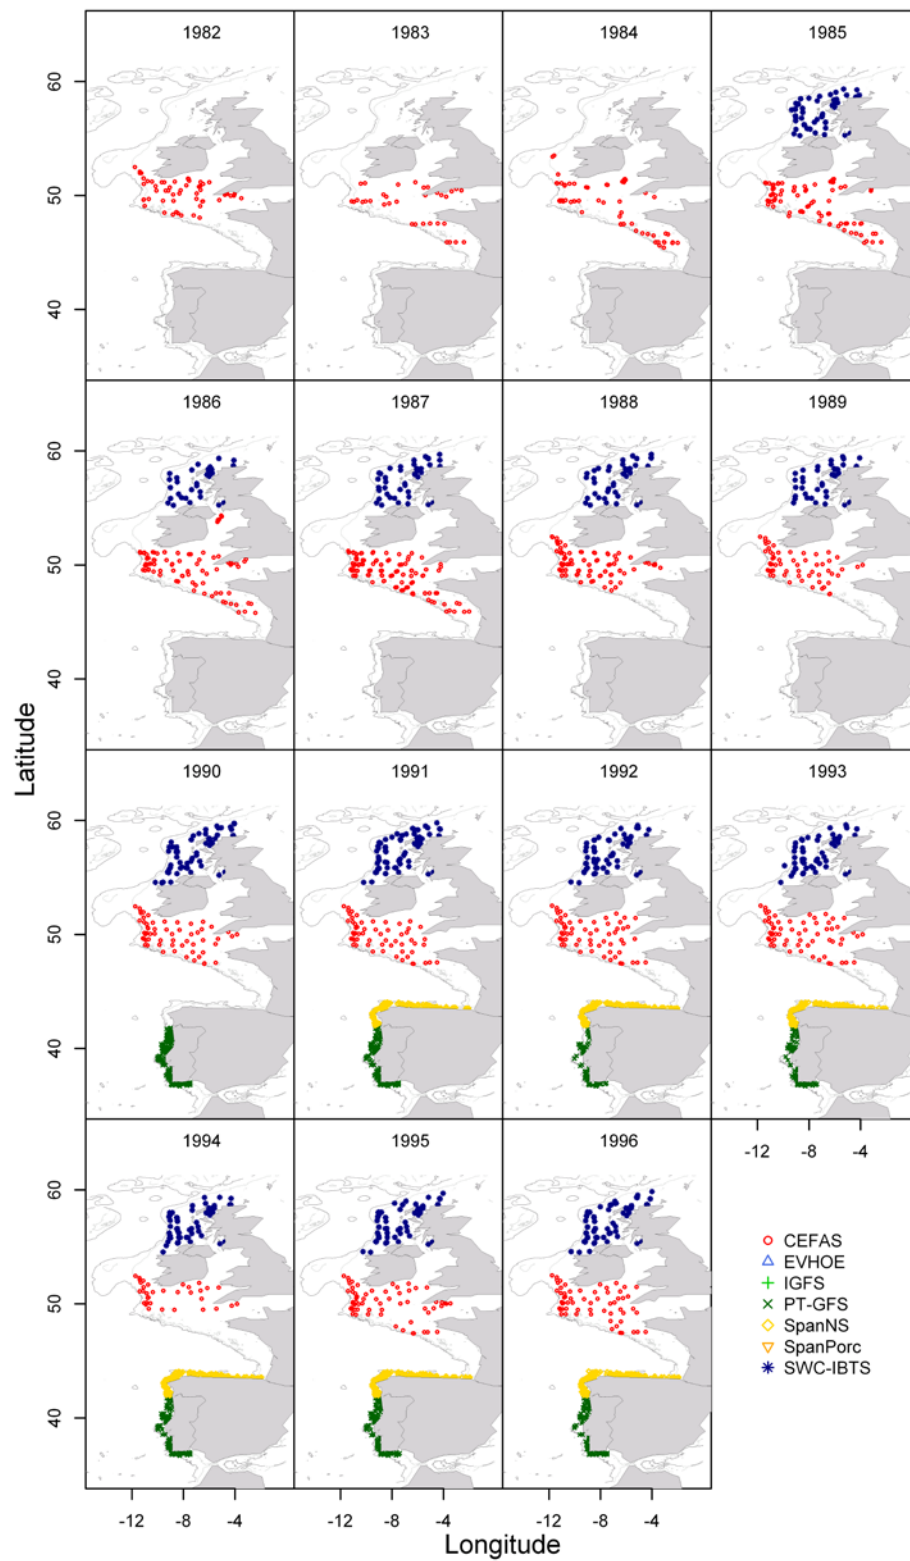 1982
1983
1984
1985
60
50
40
1986
1987
1988
1989
60
50
40
Latitude
1990
1991
1992
1993
60
50
40
-12 -8 -4
1994
1995
1996
60
50
40
CEFAS
EVHOE
IGFS
PT-GFS
SpanNS
SpanPorc
SWC-IBTS
-12 -8 -4
-12 -8 -4
-12 -8 -4
Longitude